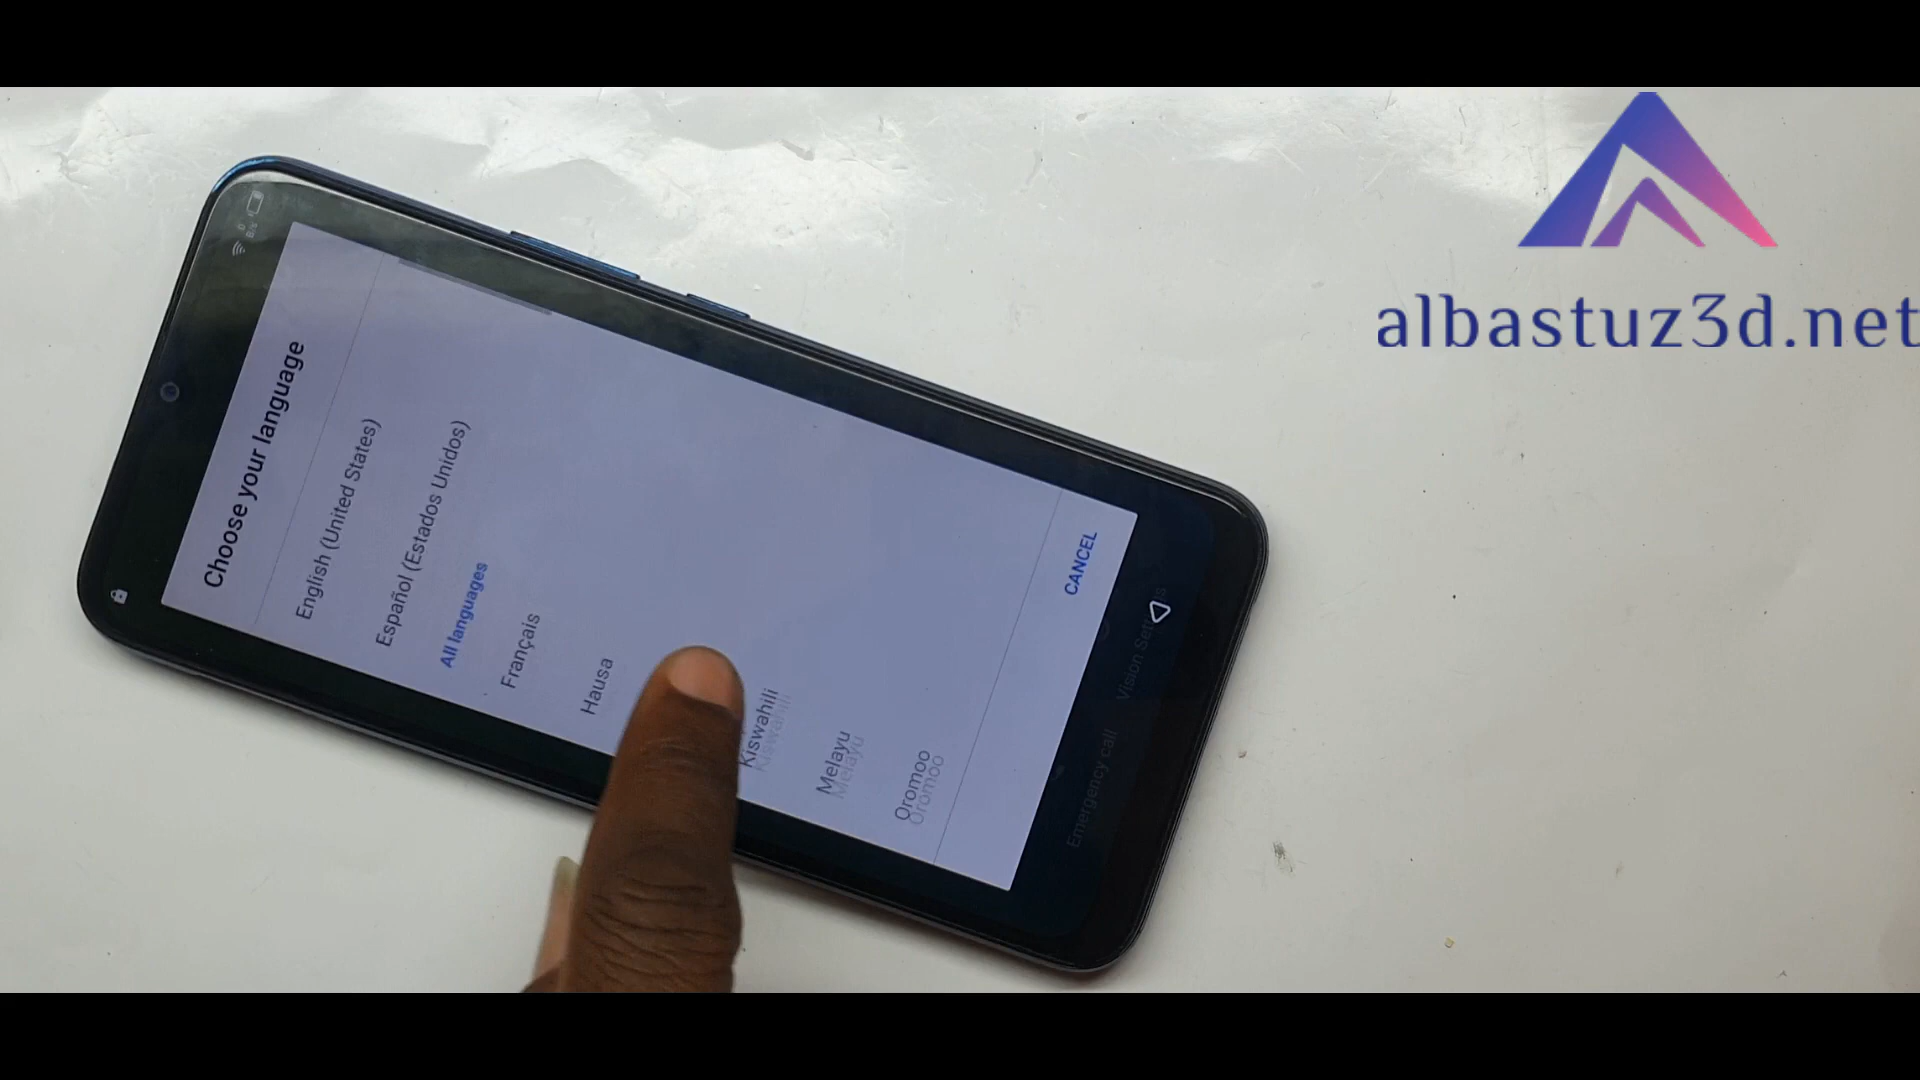 albastuz3d.net
Choose your language
English (United States)
Español (Estados Unidos)
All languages
Français
Hausa
Kiswahili
Melayu
Oromoo
CANCEL
Emergency call